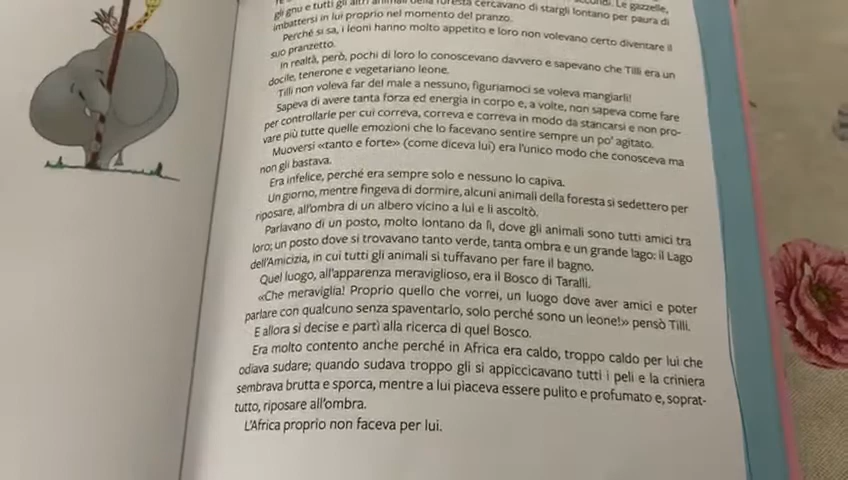 secondi. Le gazzelle,
gli gnu e tutti gli altri animali della foresta cercavano di stargli lontano per paura di
imbattersi in lui proprio nel momento del pranzo.
Perché si sa, i leoni hanno molto appetito e loro non volevano certo diventare il
suo pranzetto.
In realtà, però, pochi di loro lo conoscevano davvero e sapevano che Tilli era un
docile, tenerone e vegetariano leone.
Tilli non voleva far del male a nessuno, figuriamoci se voleva mangiarli!
Sapeva di avere tanta forza ed energia in corpo e, a volte, non sapeva come fare
per controllarle per cui correva, correva e correva in modo da stancarsi e non pro-
vare più tutte quelle emozioni che lo facevano sentire sempre un po' agitato.
Muoversi «tanto e forte» (come diceva lui) era l'unico modo che conosceva ma
non gli bastava.
Era infelice, perché era sempre solo e nessuno lo capiva.
Un giorno, mentre fingeva di dormire, alcuni animali della foresta si sedettero per
riposare, all'ombra di un albero vicino a lui e li ascoltò.
Parlavano di un posto, molto lontano da lì, dove gli animali sono tutti amici tra
loro; un posto dove si trovavano tanto verde, tanta ombra e un grande lago: il Lago
dell'Amicizia, in cui tutti gli animali si tuffavano per fare il bagno.
Quel luogo, all'apparenza meraviglioso, era il Bosco di Taralli.
«Che meraviglia! Proprio quello che vorrei, un luogo dove aver amici e poter
parlare con qualcuno senza spaventarlo, solo perché sono un leone!» pensò Tilli.
E allora si decise e partì alla ricerca di quel Bosco.
Era molto contento anche perché in Africa era caldo, troppo caldo per lui che
odiava sudare; quando sudava troppo gli si appiccicavano tutti i peli e la criniera
sembrava brutta e sporca, mentre a lui piaceva essere pulito e profumato e, soprat-
tutto, riposare all'ombra.
L'Africa proprio non faceva per lui.